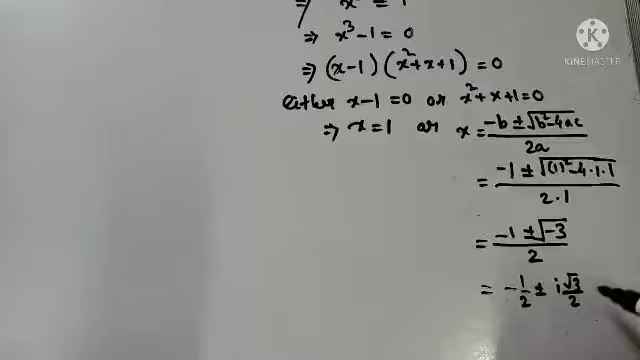 ⇒ x = 1
⇒ x³ - 1 = 0
⇒ (x-1) (x²+x+1) = 0
either x-1=0 or x²+x+1=0
⇒ x = 1 or x = (-b ± √(b²-4ac))/2a
= (-1 ± √((1)²-4·1·1))/2·1
= (-1 ± √-3)/2
= -1/2 ± i √3/2
KINEMASTER